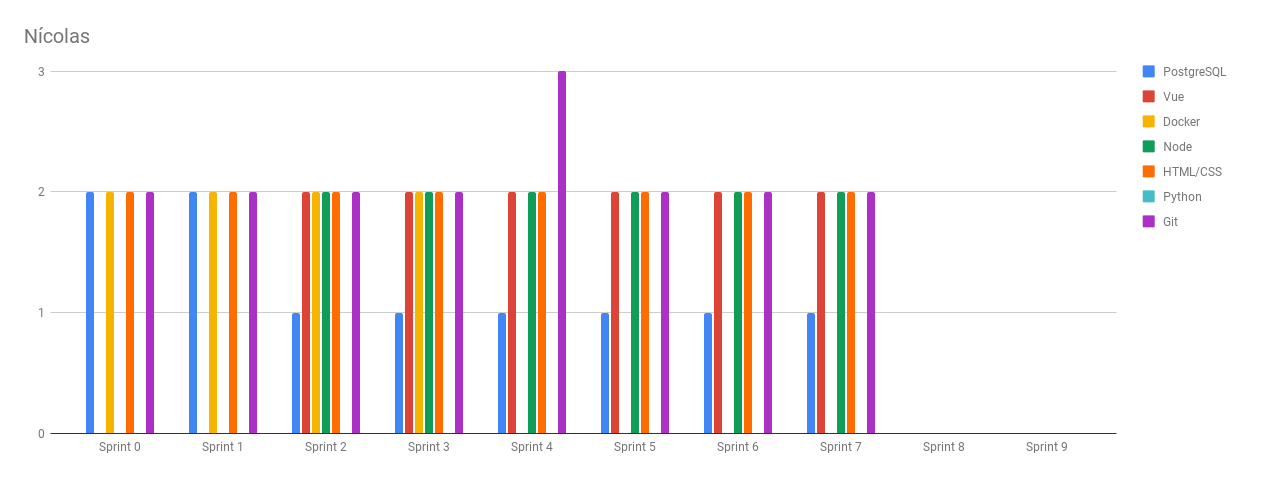 Nícolas
3
2
1
0
Sprint 0
Sprint 1
Sprint 2
Sprint 3
Sprint 4
Sprint 5
Sprint 6
Sprint 7
Sprint 8
Sprint 9
PostgreSQL
Vue
Docker
Node
HTML/CSS
Python
Git